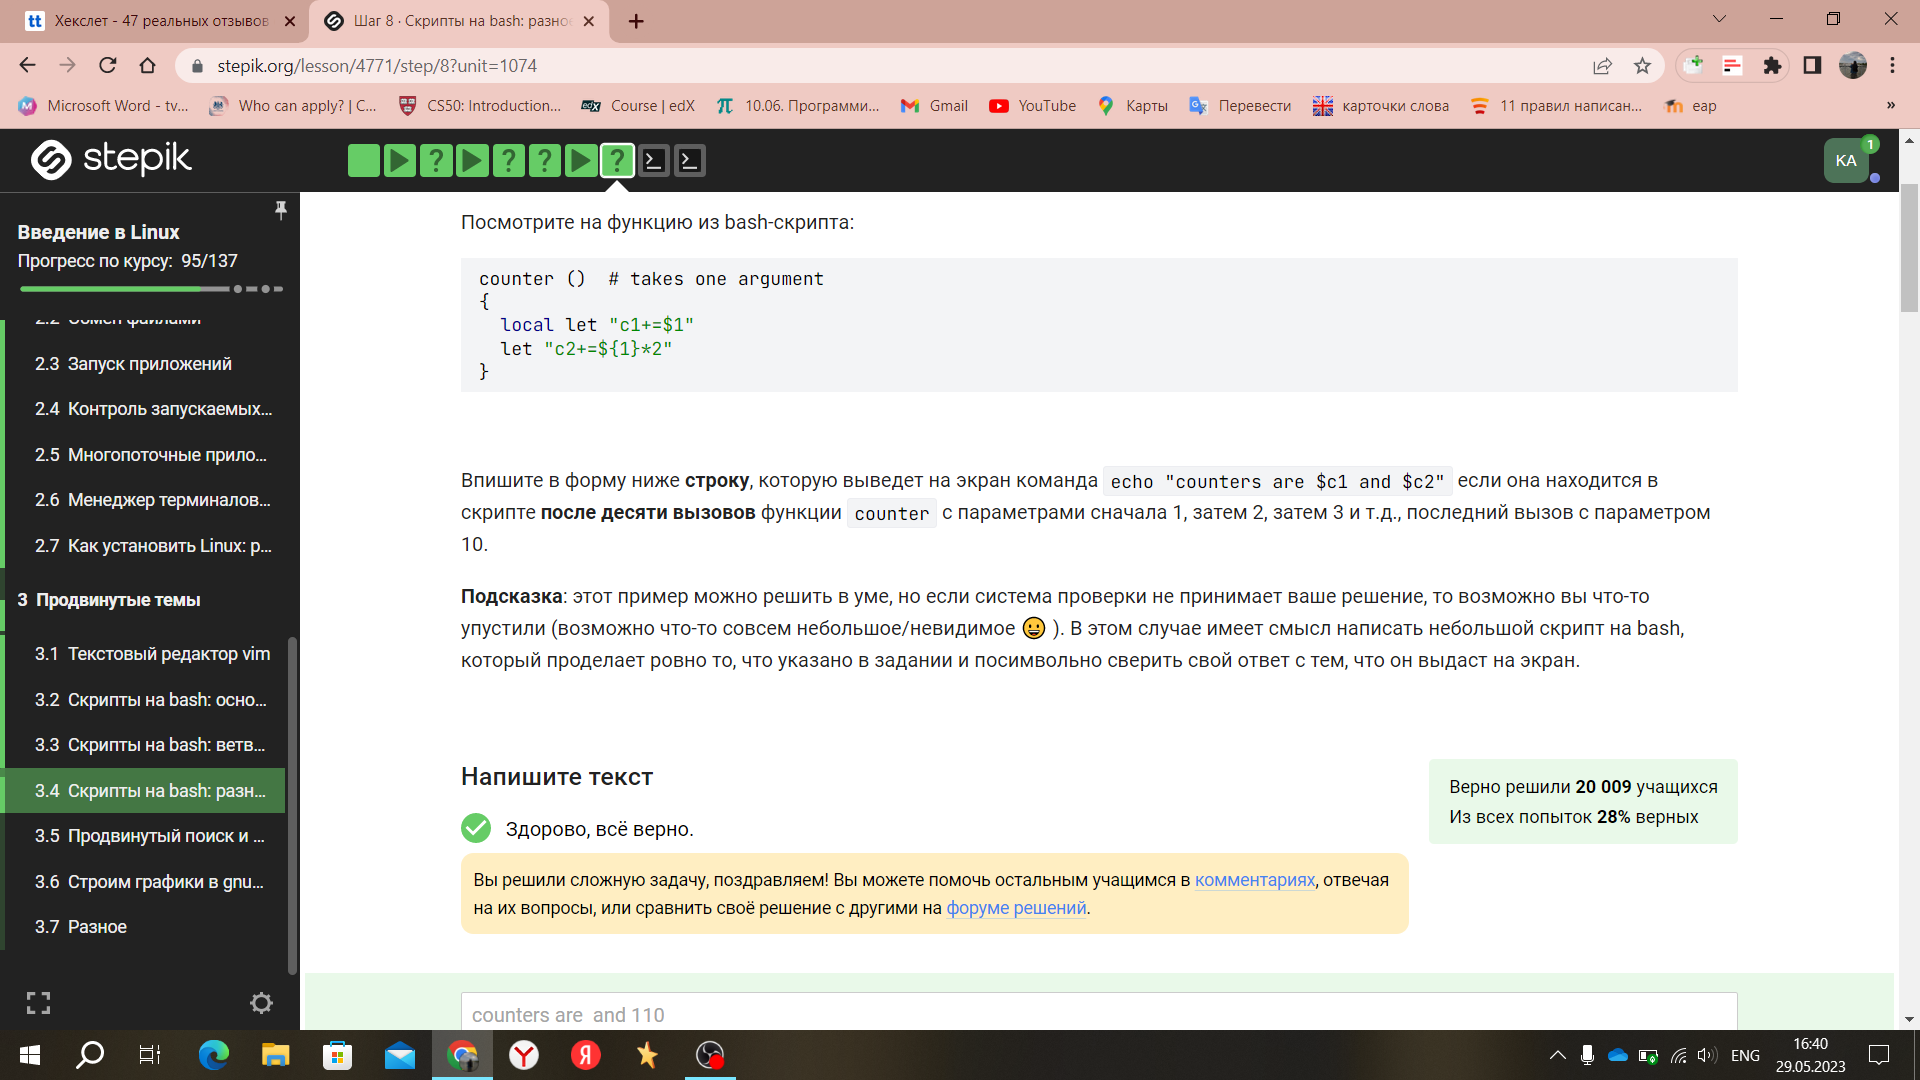 Хекслет - 47 реальных отзывов
Шаг 8 · Скрипты на bash: разно
stepik.org/lesson/4771/step/8?unit=1074
Microsoft Word - tv...
Who can apply? | C...
CS50: Introduction...
edX
Course | edX
10.06. Программи...
Gmail
YouTube
Карты
Перевести
карточки слова
11 правил написан...
eap
»
stepik
KA
1
Введение в Linux
Прогресс по курсу: 95/137
2.2 Обмен файлами
2.3 Запуск приложений
2.4 Контроль запускаемых...
2.5 Многопоточные прило...
2.6 Менеджер терминалов...
2.7 Как установить Linux: р...
3 Продвинутые темы
3.1 Текстовый редактор vim
3.2 Скрипты на bash: осно...
3.3 Скрипты на bash: ветв...
3.4 Скрипты на bash: разн...
3.5 Продвинутый поиск и ...
3.6 Строим графики в gnu...
3.7 Разное
Посмотрите на функцию из bash-скрипта:
counter ()  # takes one argument
{
  local let "c1+=$1"
  let "c2+=${1}*2"
}
Впишите в форму ниже строку, которую выведет на экран команда echo "counters are $c1 and $c2" если она находится в
скрипте после десяти вызовов функции counter с параметрами сначала 1, затем 2, затем 3 и т.д., последний вызов с параметром
10.
Подсказка: этот пример можно решить в уме, но если система проверки не принимает ваше решение, то возможно вы что-то
упустили (возможно что-то совсем небольшое/невидимое 😀 ). В этом случае имеет смысл написать небольшой скрипт на bash,
который проделает ровно то, что указано в задании и посимвольно сверить свой ответ с тем, что он выдаст на экран.
Напишите текст
Здорово, всё верно.
Верно решили 20 009 учащихся
Из всех попыток 28% верных
Вы решили сложную задачу, поздравляем! Вы можете помочь остальным учащимся в комментариях, отвечая
на их вопросы, или сравнить своё решение с другими на форуме решений.
counters are  and 110
ENG
16:40
29.05.2023